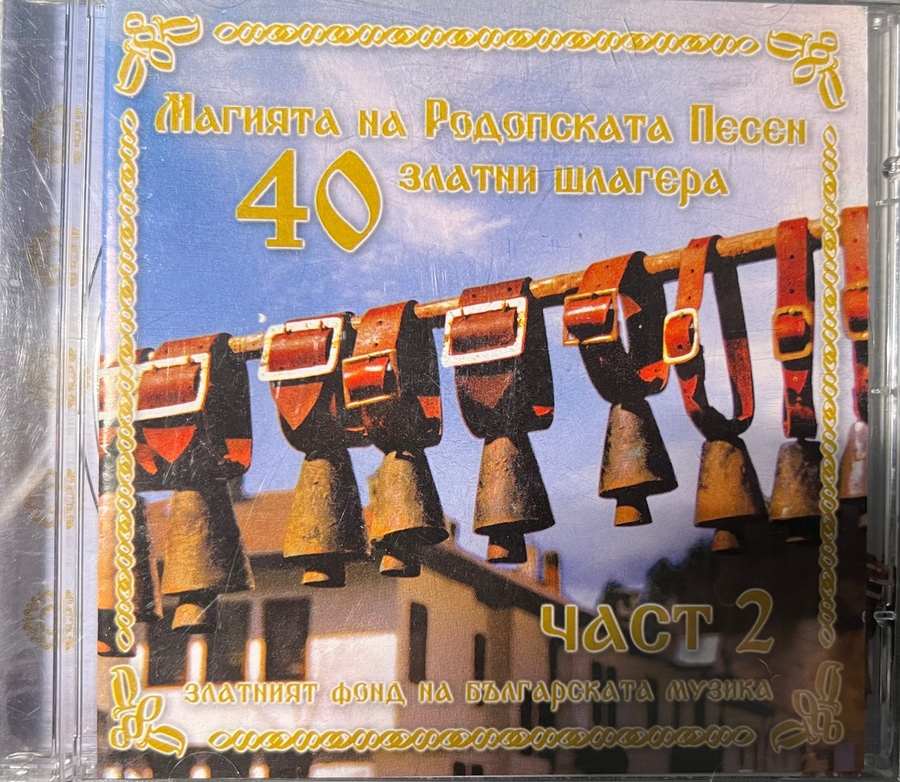 Магията на Родопската Песен
40 златни шлагера
част 2
златният фонд на българската музика